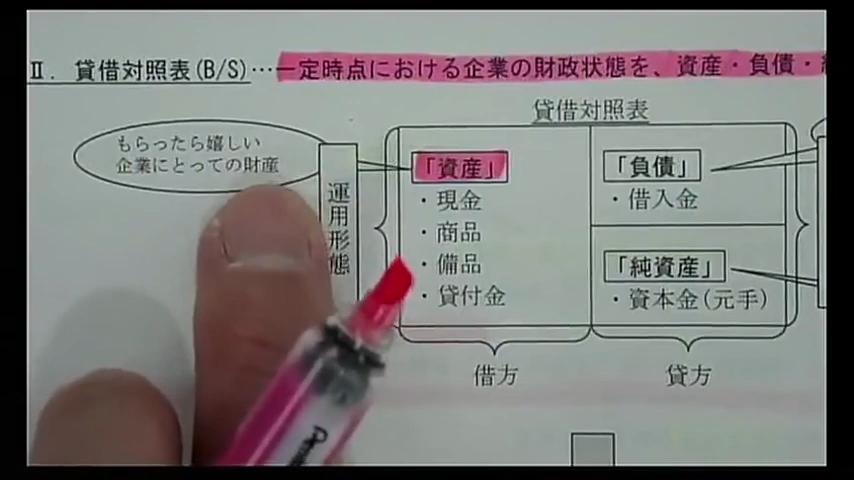 Ⅱ．貸借対照表(B/S)…一定時点における企業の財政状態を、資産・負債・
貸借対照表
もらったら嬉しい
企業にとっての財産
運用形態
「資産」
・現金
・商品
・備品
・貸付金
「負債」
・借入金
「純資産」
・資本金(元手)
借方
貸方